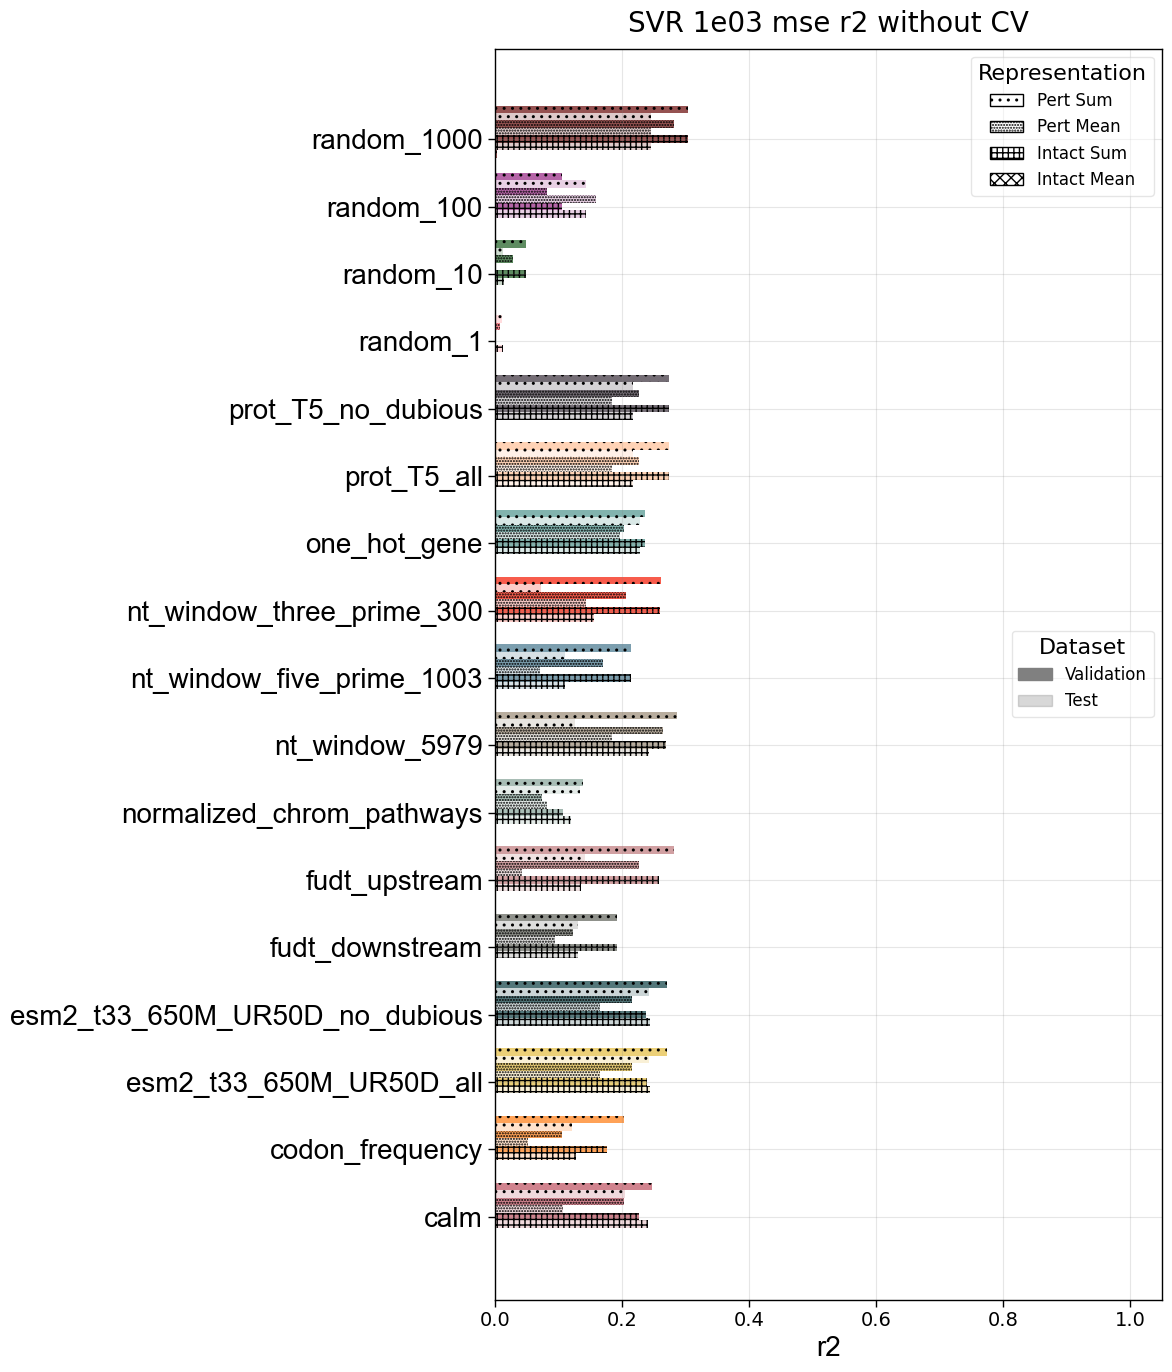 SVR 1e03 mse r2 without CV
Representation
Pert Sum
Pert Mean
Intact Sum
Intact Mean
random_1000
random_100
random_10
random_1
prot_T5_no_dubious
prot_T5_all
one_hot_gene
nt_window_three_prime_300
nt_window_five_prime_1003
Dataset
Validation
Test
nt_window_5979
normalized_chrom_pathways
fudt_upstream
fudt_downstream
esm2_t33_650M_UR50D_no_dubious
esm2_t33_650M_UR50D_all
codon_frequency
calm
0.0 0.2 0.4 0.6 0.8 1.0
r2